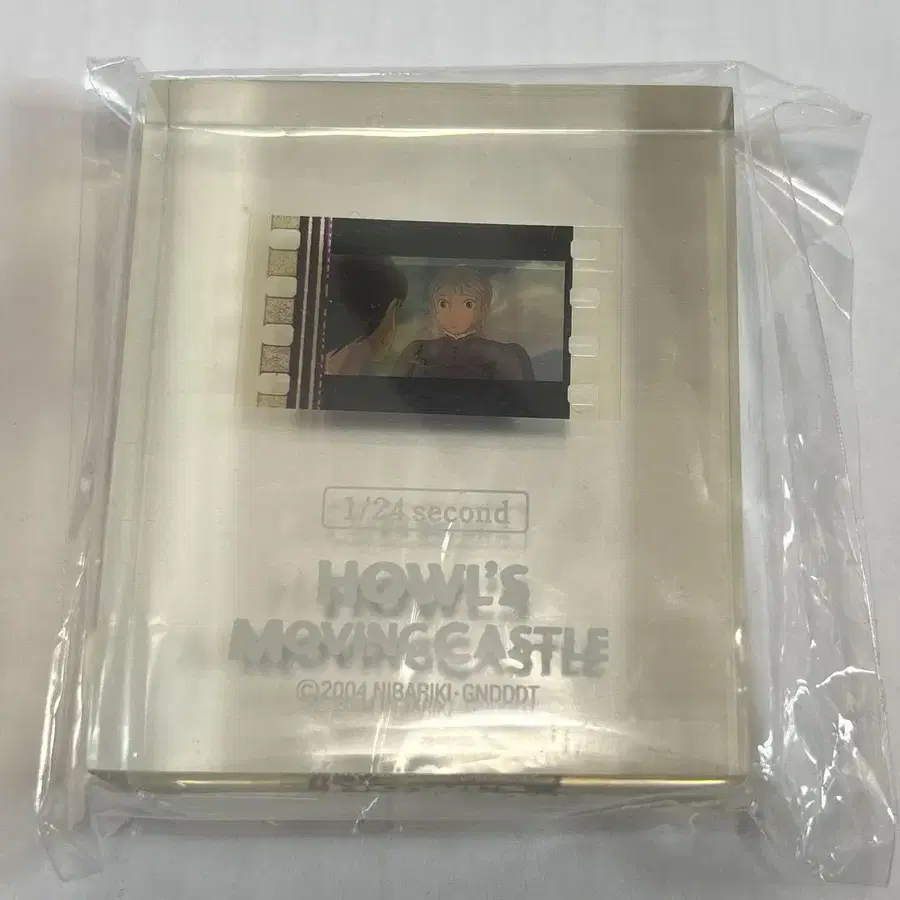 1/24 second
HOWL'S
MOVING CASTLE
©2004 NIBARIKI・GNDDDT